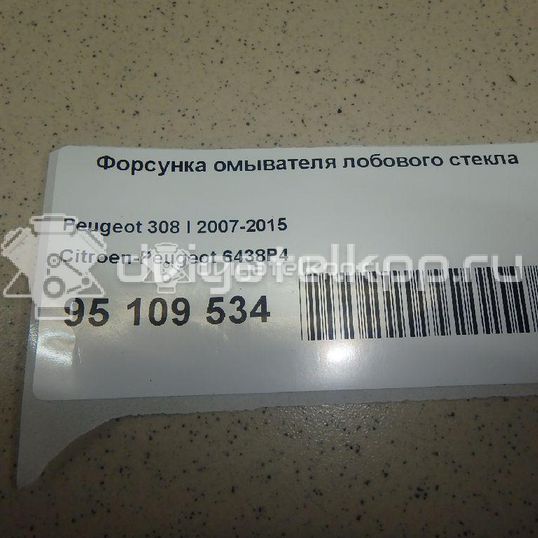 Форсунка омывателя лобового стекла
Peugeot 308 I 2007-2015
Citroen-Peugeot 6438P4
95 109 534